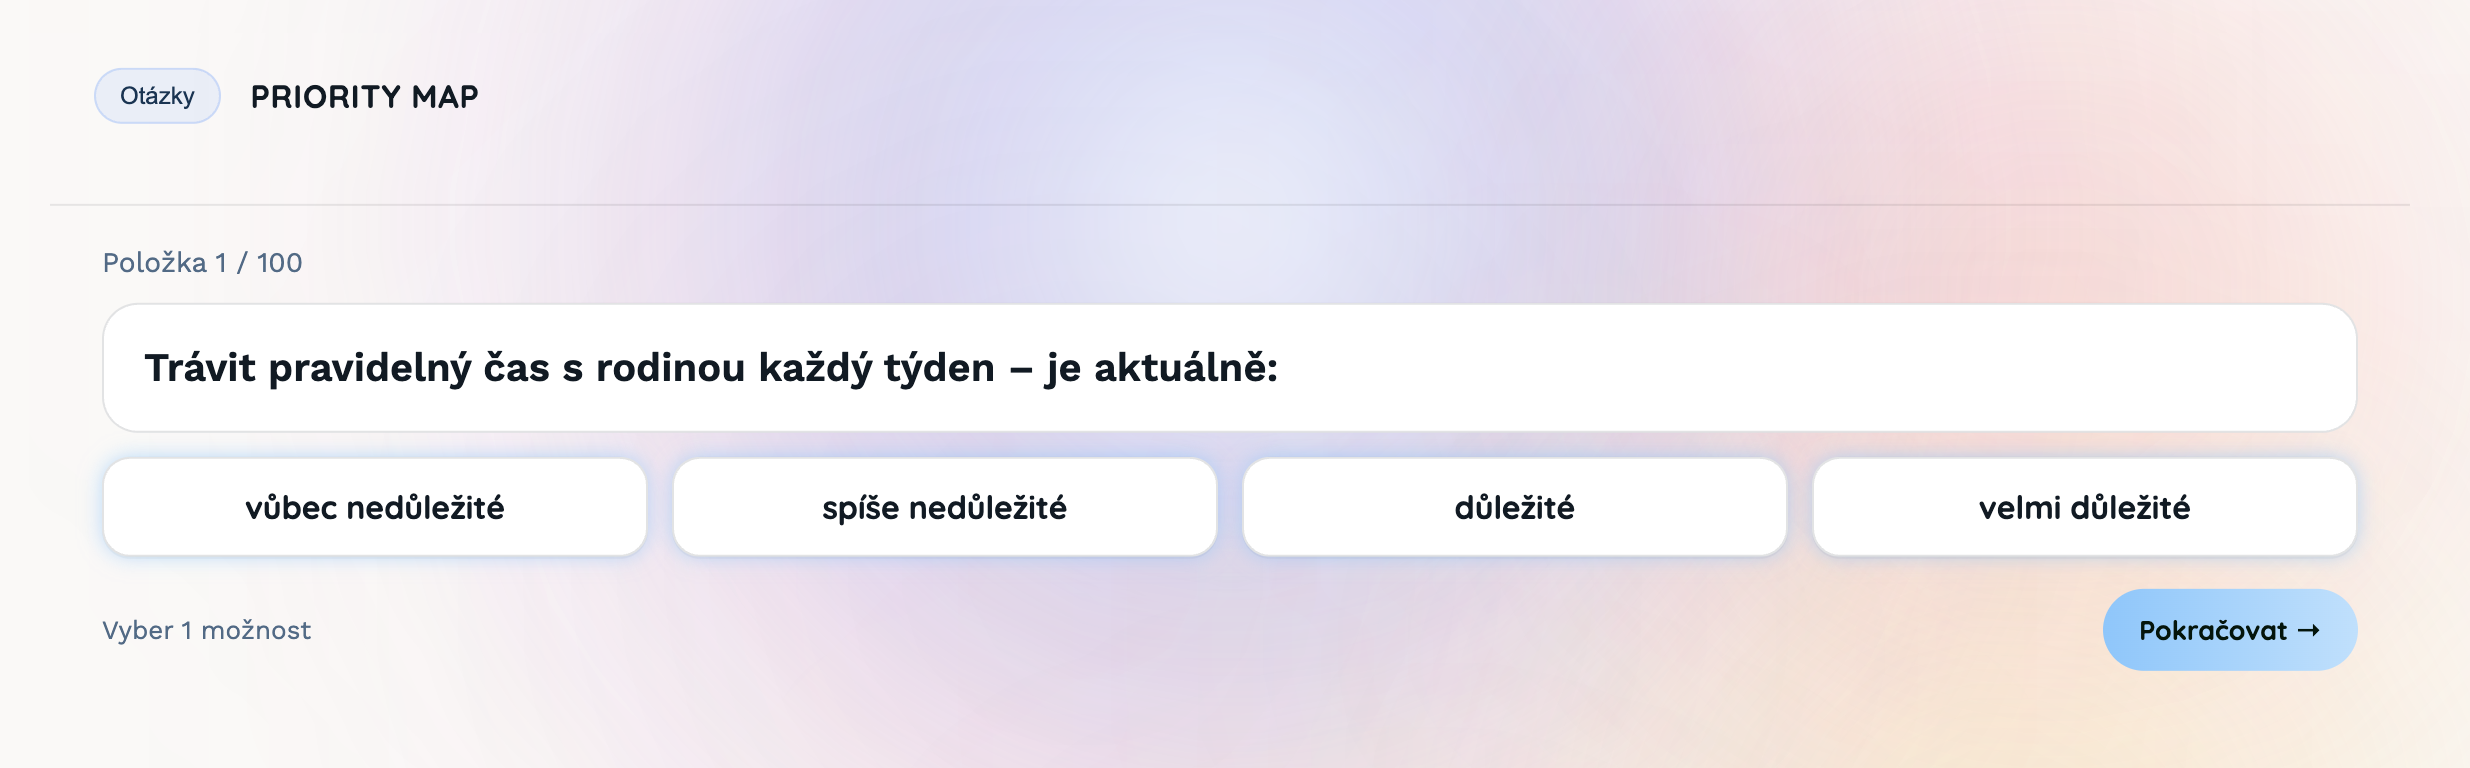 Otázky PRIORITY MAP
Položka 1 / 100
Trávit pravidelný čas s rodinou každý týden – je aktuálně:
vůbec nedůležité spíše nedůležité důležité velmi důležité
Vyber 1 možnost Pokračovat →